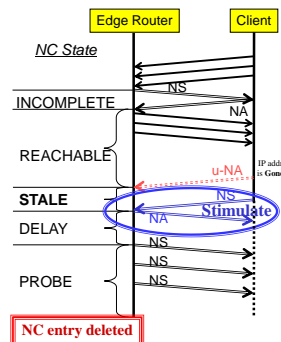 Edge Router
Client
NC State
NS
INCOMPLETE
NA
REACHABLE
u-NA
IP addr
is Gone
STALE
NS
Stimulate
NA
DELAY
NS
NS
PROBE
NS
NC entry deleted